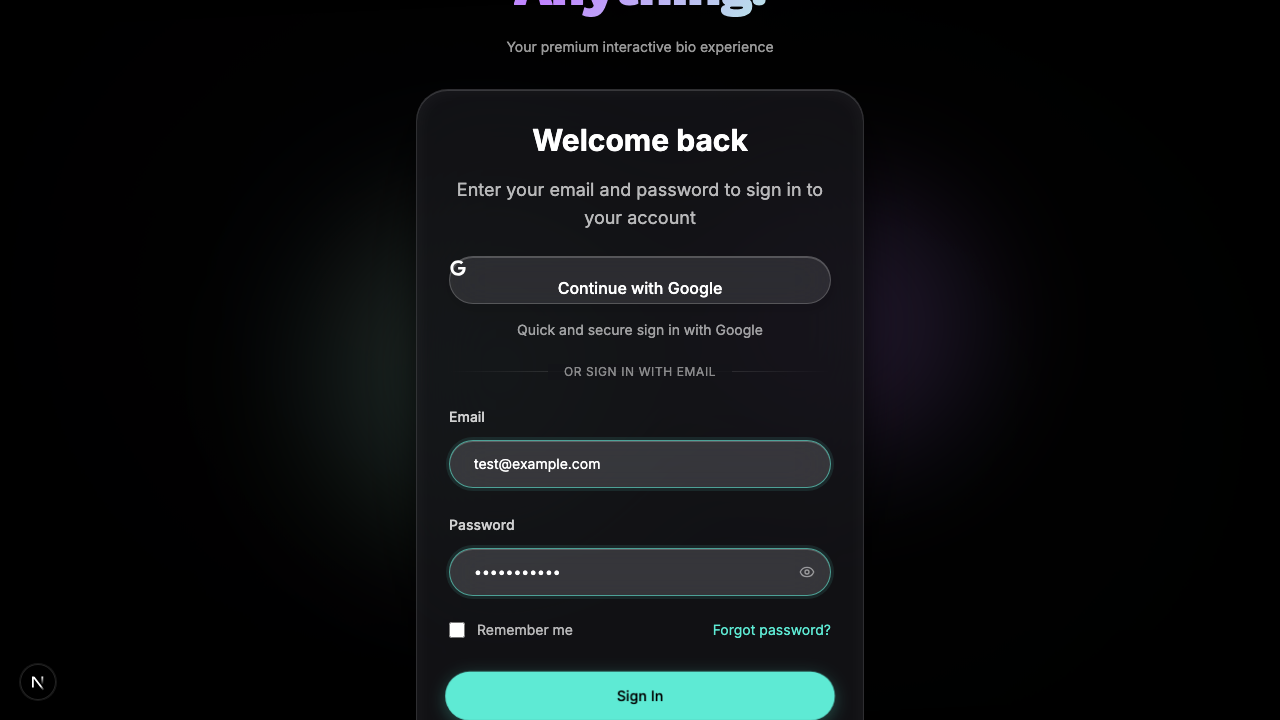 Anything.
Your premium interactive bio experience
Welcome back
Enter your email and password to sign in to
your account
G
Continue with Google
Quick and secure sign in with Google
OR SIGN IN WITH EMAIL
Email
test@example.com
Password
•••••••••••
Remember me
Forgot password?
N
Sign In